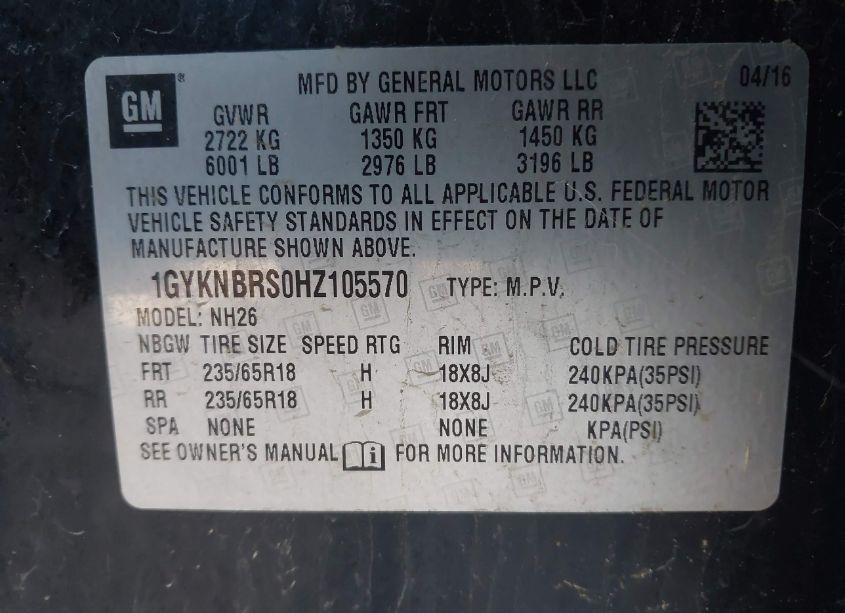 GM ® MFD BY GENERAL MOTORS LLC 04/16
GVWR GAWR FRT GAWR RR
2722 KG 1350 KG 1450 KG
6001 LB 2976 LB 3196 LB
THIS VEHICLE CONFORMS TO ALL APPLICABLE U.S. FEDERAL MOTOR
VEHICLE SAFETY STANDARDS IN EFFECT ON THE DATE OF
MANUFACTURE SHOWN ABOVE.
1GYKNBRS0HZ105570 TYPE: M.P.V.
MODEL: NH26
NBGW TIRE SIZE SPEED RTG RIM COLD TIRE PRESSURE
FRT 235/65R18 H 18X8J 240KPA(35PSI)
RR 235/65R18 H 18X8J 240KPA(35PSI)
SPA NONE NONE KPA(PSI)
SEE OWNER'S MANUAL i FOR MORE INFORMATION.